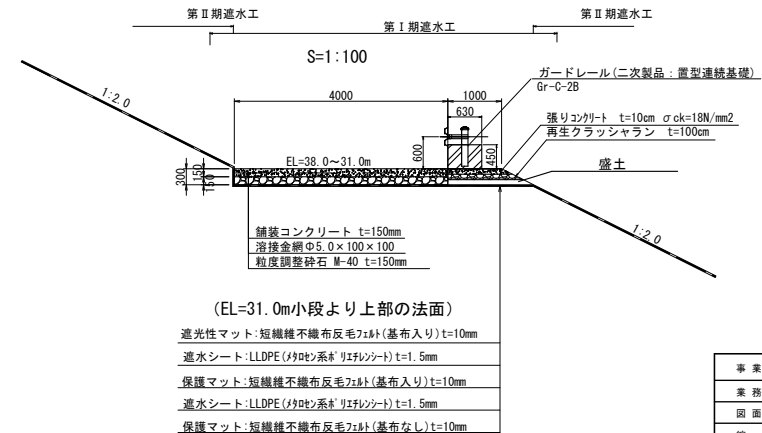 第Ⅱ期遮水工
第Ⅰ期遮水工
第Ⅱ期遮水工
S=1:100
ガードレール(二次製品：置型連続基礎)
Gr-C-2B
1:2.0
4000
1000
630
張りコンクリート t=10cm σck=18N/mm2
再生クラッシャラン t=100cm
600
450
EL=38.0～31.0m
盛土
300
150
150
舗装コンクリート t=150mm
溶接金網Φ5.0×100×100
粒度調整砕石 M-40 t=150mm
1:2.0
(EL=31.0m小段より上部の法面)
遮光性マット:短繊維不織布反毛フェルト(基布入り)t=10mm
遮水シート:LLDPE(メタロセン系ポリエチレンシート)t=1.5mm
保護マット:短繊維不織布反毛フェルト(基布入り)t=10mm
遮水シート:LLDPE(メタロセン系ポリエチレンシート)t=1.5mm
保護マット:短繊維不織布反毛フェルト(基布なし)t=10mm
事 業
業 務
図 面